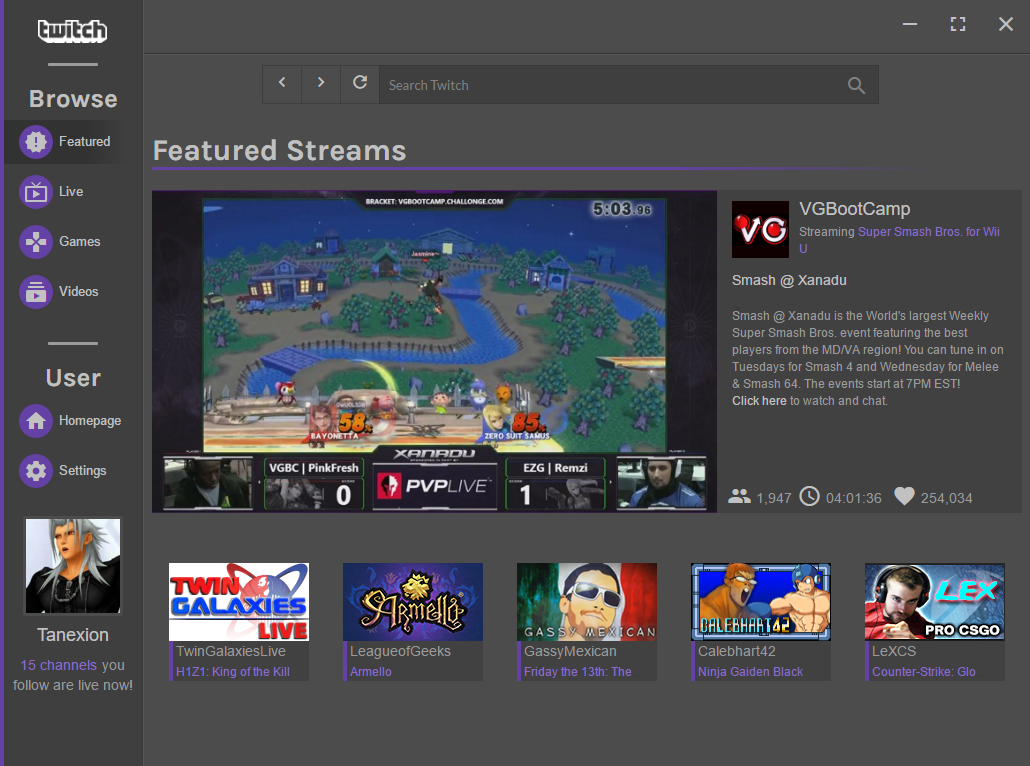 twitch
Browse
Featured
Live
Games
Videos
User
Homepage
Settings
Tanexion
15 channels you
follow are live now!
Search Twitch
Featured Streams
BRACKET: VGBOOTCAMP.CHALLONGE.COM
5:03.96
Jasmine~
58%
BAYONETTA
85%
ZERO SUIT SAMUS
XANADU
VGBC | PinkFresh
0
PVPLIVE
EZG | Remzi
1
VG
VGBootCamp
Streaming Super Smash Bros. for Wii
U
Smash @ Xanadu
Smash @ Xanadu is the World's largest Weekly
Super Smash Bros. event featuring the best
players from the MD/VA region! You can tune in on
Tuesdays for Smash 4 and Wednesday for Melee
& Smash 64. The events start at 7PM EST!
Click here to watch and chat.
1,947 04:01:36 254,034
TWIN
GALAXIES
LIVE
TwinGalaxiesLive
H1Z1: King of the Kill
Armello
LeagueofGeeks
Armello
GASSY MEXICAN
GassyMexican
Friday the 13th: The
CALEBHART42
Calebhart42
Ninja Gaiden Black
LEX
PRO CSGO
LeXCS
Counter-Strike: Glo